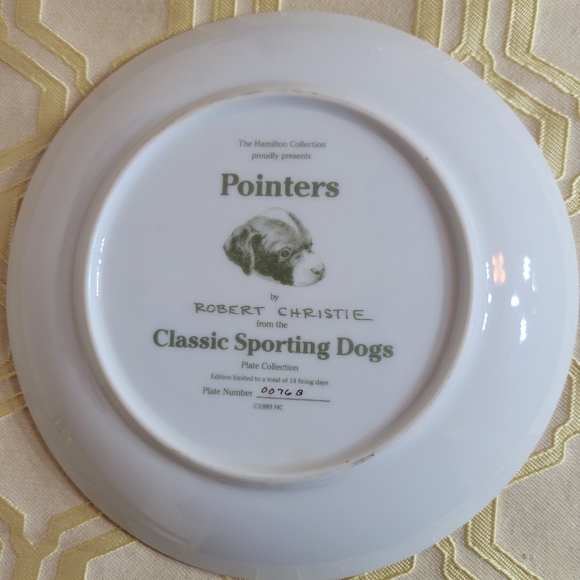 The Hamilton Collection
proudly presents
Pointers
by
ROBERT CHRISTIE
from the
Classic Sporting Dogs
Plate Collection
Edition limited to a total of 14 firing days
Plate Number 0076B
©1989 HC